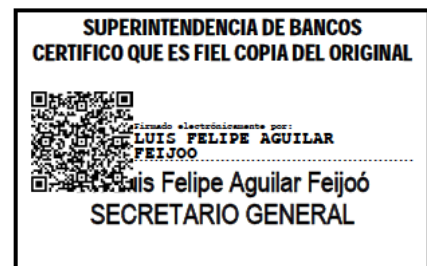 SUPERINTENDENCIA DE BANCOS
CERTIFICO QUE ES FIEL COPIA DEL ORIGINAL
Firmado electrónicamente por:
LUIS FELIPE AGUILAR
FEIJOO
uis Felipe Aguilar Feijoó
SECRETARIO GENERAL